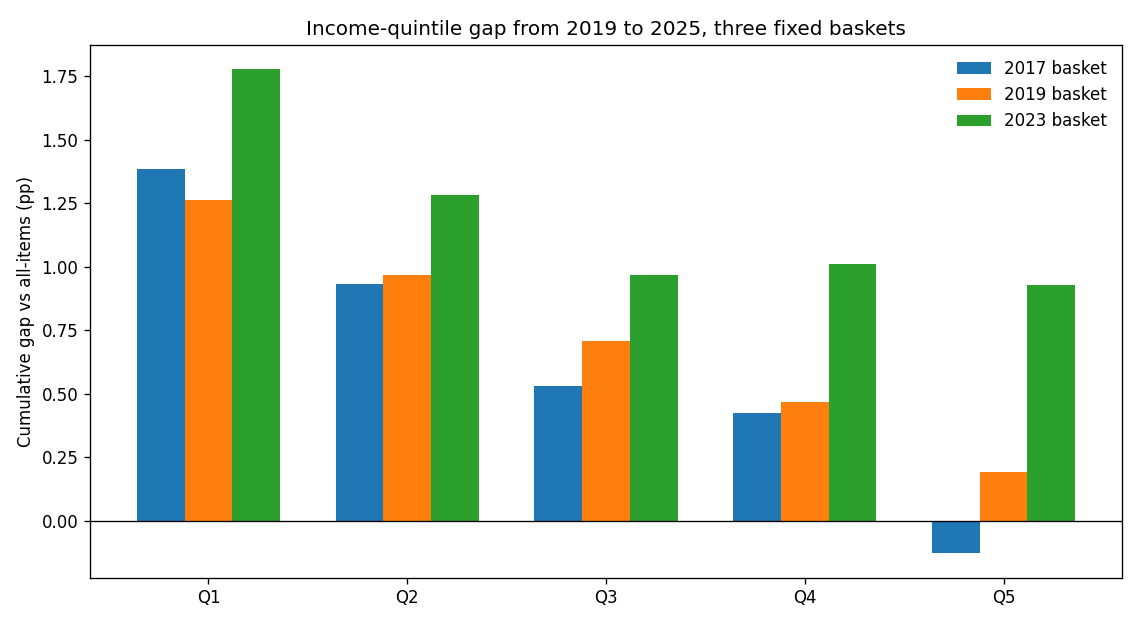 Income-quintile gap from 2019 to 2025, three fixed baskets
2017 basket
2019 basket
2023 basket
Cumulative gap vs all-items (pp)
1.75
1.50
1.25
1.00
0.75
0.50
0.25
0.00
Q1
Q2
Q3
Q4
Q5